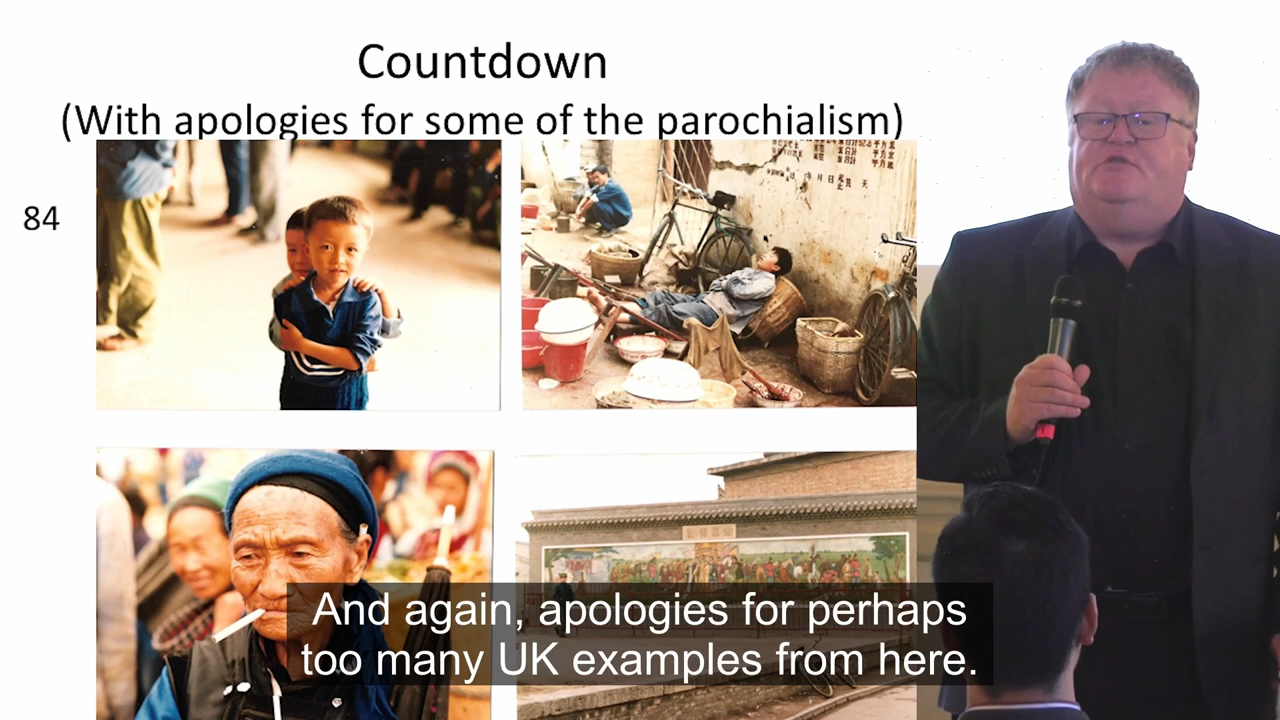 Countdown
(With apologies for some of the parochialism)
84
And again, apologies for perhaps
too many UK examples from here.